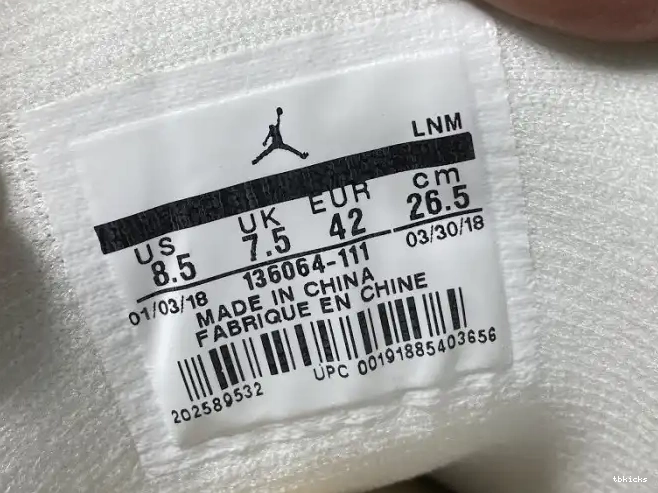 LNM
US UK EUR cm
8.5 7.5 42 26.5
01/03/18 136064-111 03/30/18
MADE IN CHINA
FABRIQUE EN CHINE
202589532 UPC 00191885403656
tbkicks